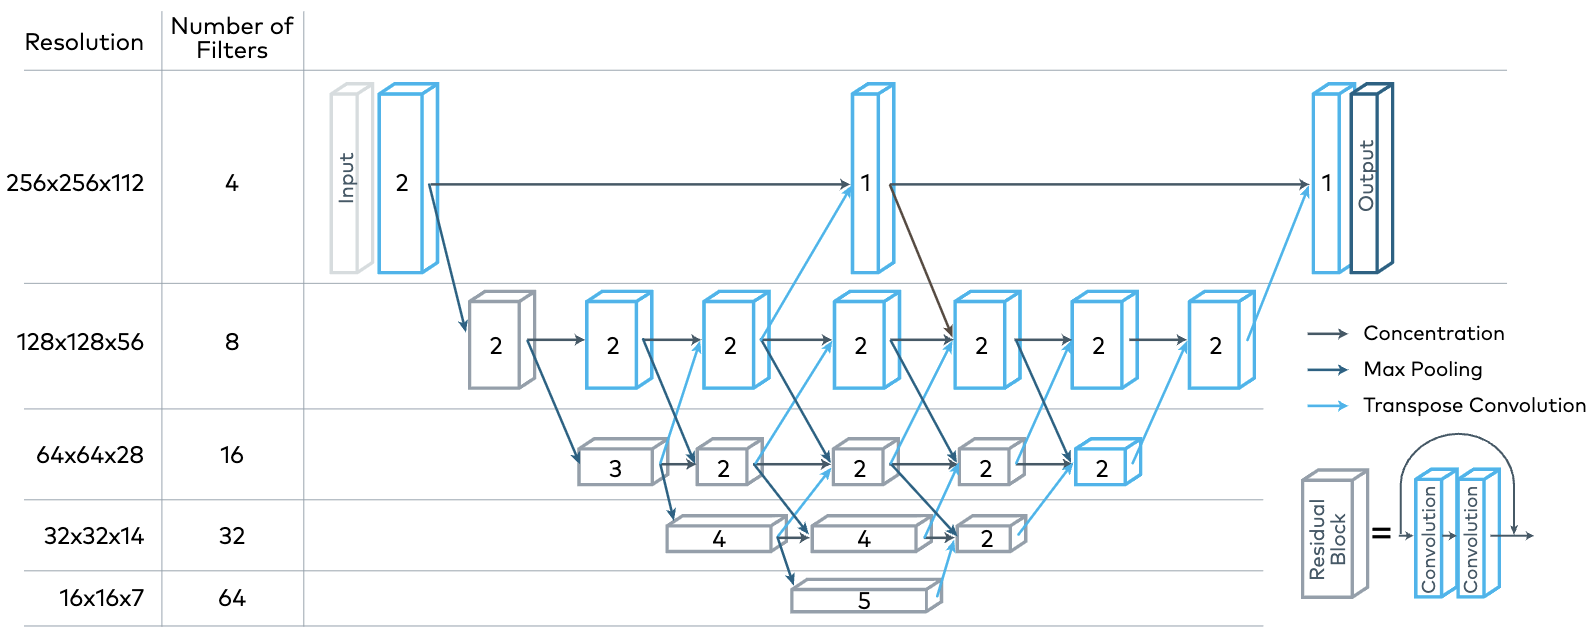 Resolution
Number of
Filters
256x256x112
4
Input
2
1
1
Output
128x128x56
8
2
2
2
2
2
2
2
Concentration
Max Pooling
Transpose Convolution
64x64x28
16
3
2
2
2
2
32x32x14
32
4
4
2
16x16x7
64
5
Residual
Block
=
Convolution
Convolution